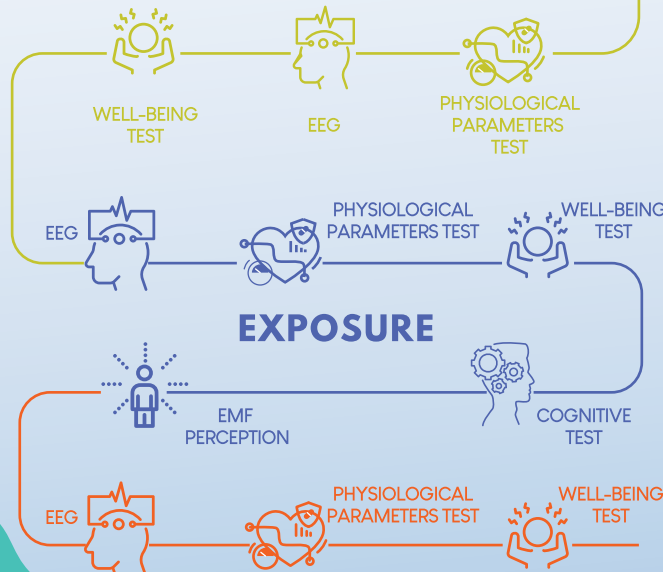 WELL-BEING
TEST
EEG
PHYSIOLOGICAL
PARAMETERS
TEST
EEG
PHYSIOLOGICAL
PARAMETERS TEST
WELL-BEING
TEST
EXPOSURE
EMF
PERCEPTION
COGNITIVE
TEST
EEG
PHYSIOLOGICAL
PARAMETERS TEST
WELL-BEING
TEST